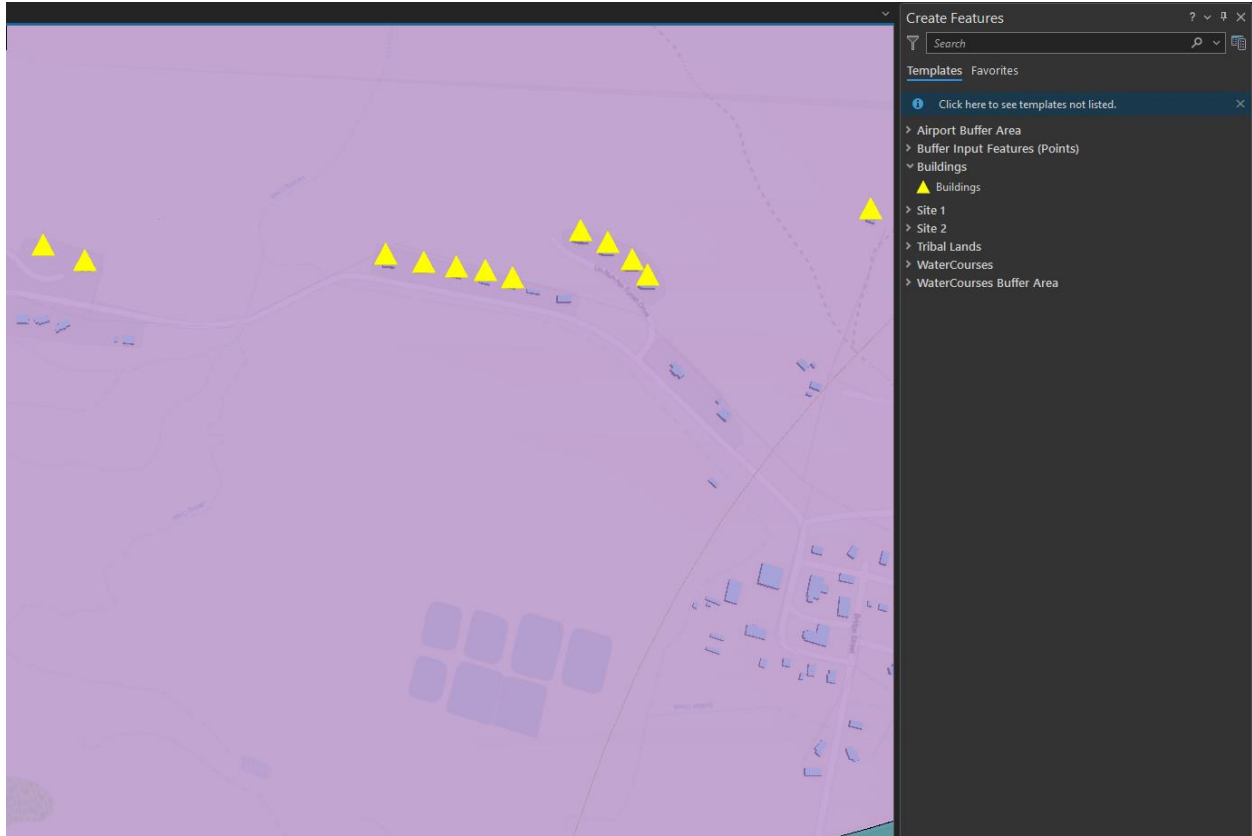 Create Features
Search
Templates Favorites
Click here to see templates not listed.
Airport Buffer Area
Buffer Input Features (Points)
Buildings
Buildings
Site 1
Site 2
Tribal Lands
WaterCourses
WaterCourses Buffer Area
Street